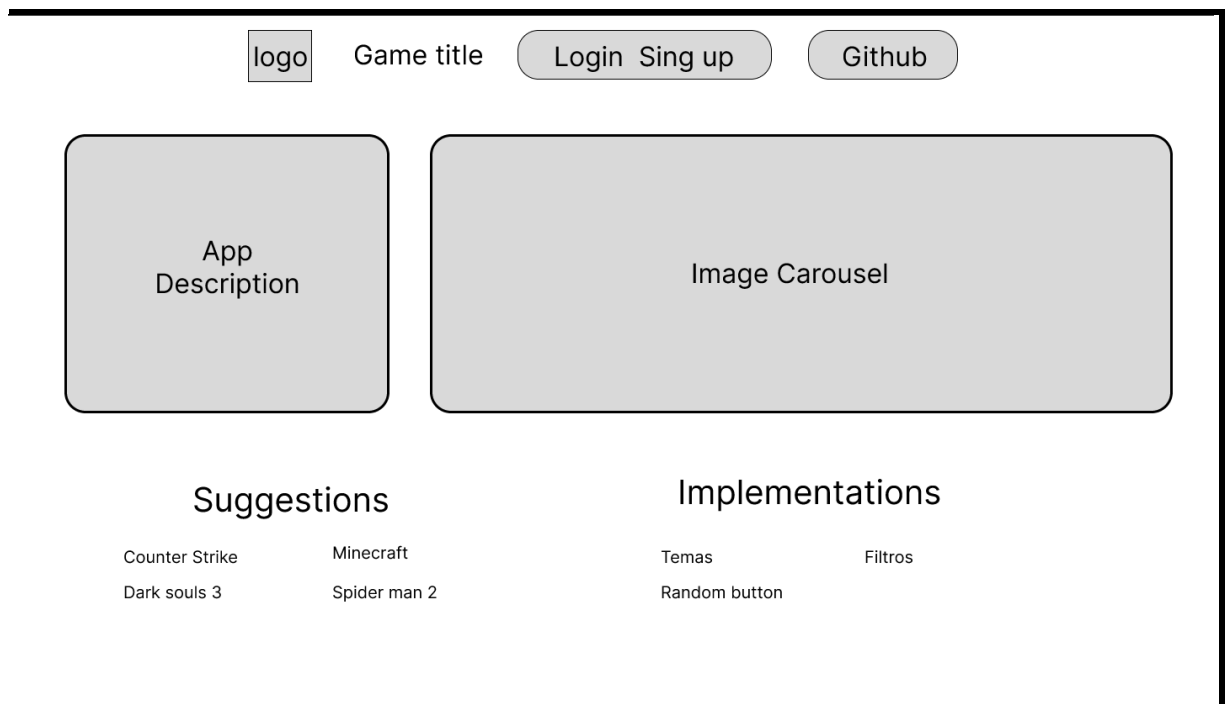 logo
Game title
Login  Sing up
Github
App
Description
Image Carousel
Suggestions
Counter Strike
Minecraft
Dark souls 3
Spider man 2
Implementations
Temas
Filtros
Random button